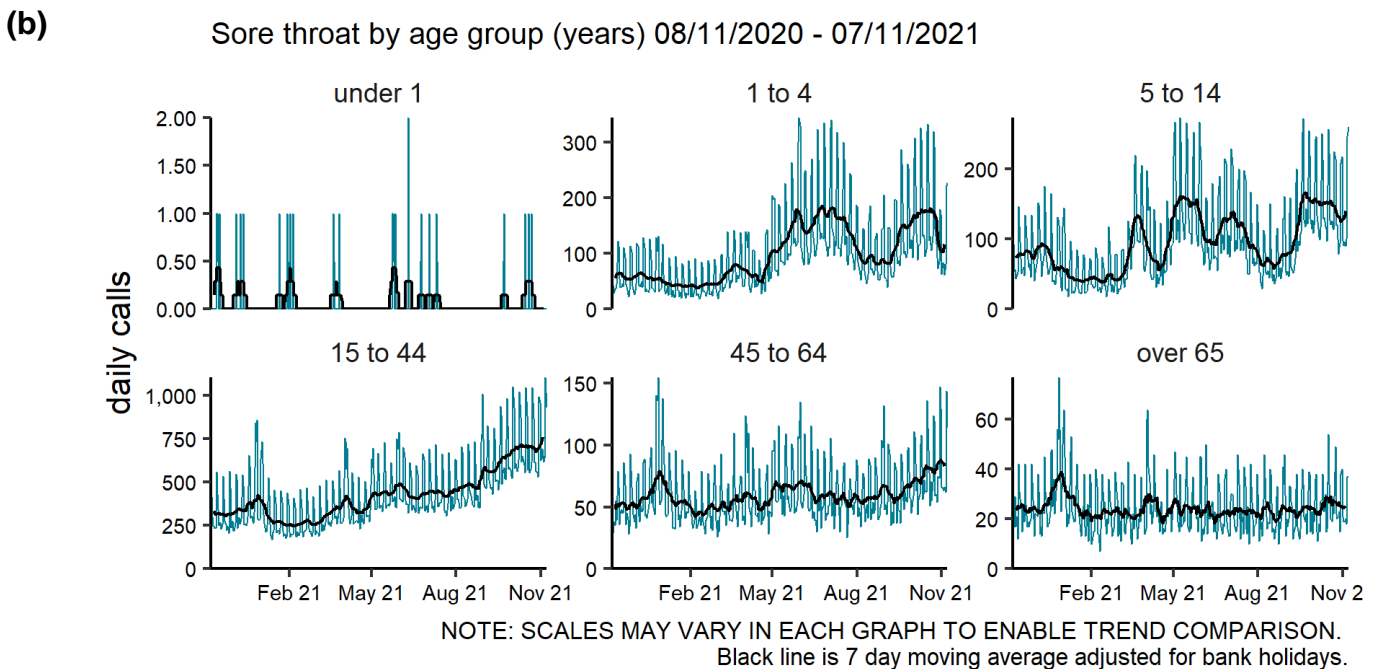 (b)
Sore throat by age group (years) 08/11/2020 - 07/11/2021
daily calls
under 1
2.00
1.50
1.00
0.50
0.00
1 to 4
300
200
100
0
5 to 14
200
100
0
15 to 44
1,000
750
500
250
0
45 to 64
150
100
50
0
over 65
60
40
20
0
Feb 21 May 21 Aug 21 Nov 21
Feb 21 May 21 Aug 21 Nov 21
Feb 21 May 21 Aug 21 Nov 2
NOTE: SCALES MAY VARY IN EACH GRAPH TO ENABLE TREND COMPARISON.
Black line is 7 day moving average adjusted for bank holidays.